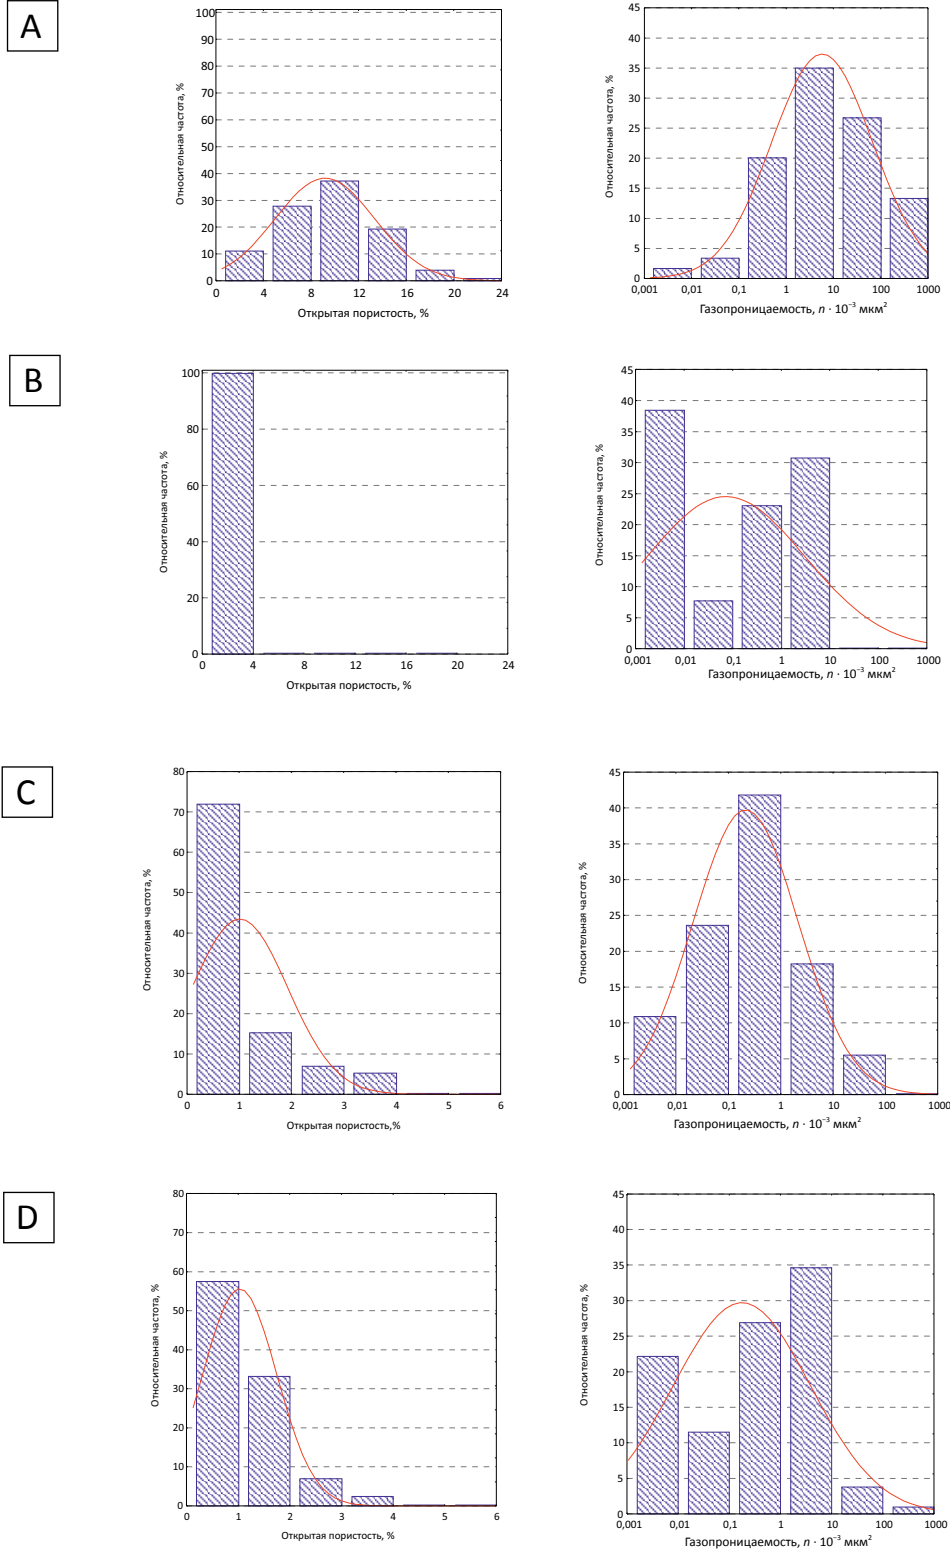 A
Относительная частота, %
100
90
80
70
60
50
40
30
20
10
0
0 4 8 12 16 20 24
Открытая пористость, %
Относительная частота, %
45
40
35
30
25
20
15
10
5
0
0,001 0,01 0,1 1 10 100 1000
Газопроницаемость, n · 10⁻³ мкм²
B
Относительная частота, %
100
80
60
40
20
0
0 4 8 12 16 20 24
Открытая пористость, %
Относительная частота, %
45
40
35
30
25
20
15
10
5
0
0,001 0,01 0,1 1 10 100 1000
Газопроницаемость, n · 10⁻³ мкм²
C
Относительная частота, %
80
70
60
50
40
30
20
10
0
0 1 2 3 4 5 6
Открытая пористость,%
Относительная частота, %
45
40
35
30
25
20
15
10
5
0
0,001 0,01 0,1 1 10 100 1000
Газопроницаемость, n · 10⁻³ мкм²
D
Относительная частота, %
80
70
60
50
40
30
20
10
0
0 1 2 3 4 5 6
Открытая пористость, %
Относительная частота, %
45
40
35
30
25
20
15
10
5
0
0,001 0,01 0,1 1 10 100 1000
Газопроницаемость, n · 10⁻³ мкм²